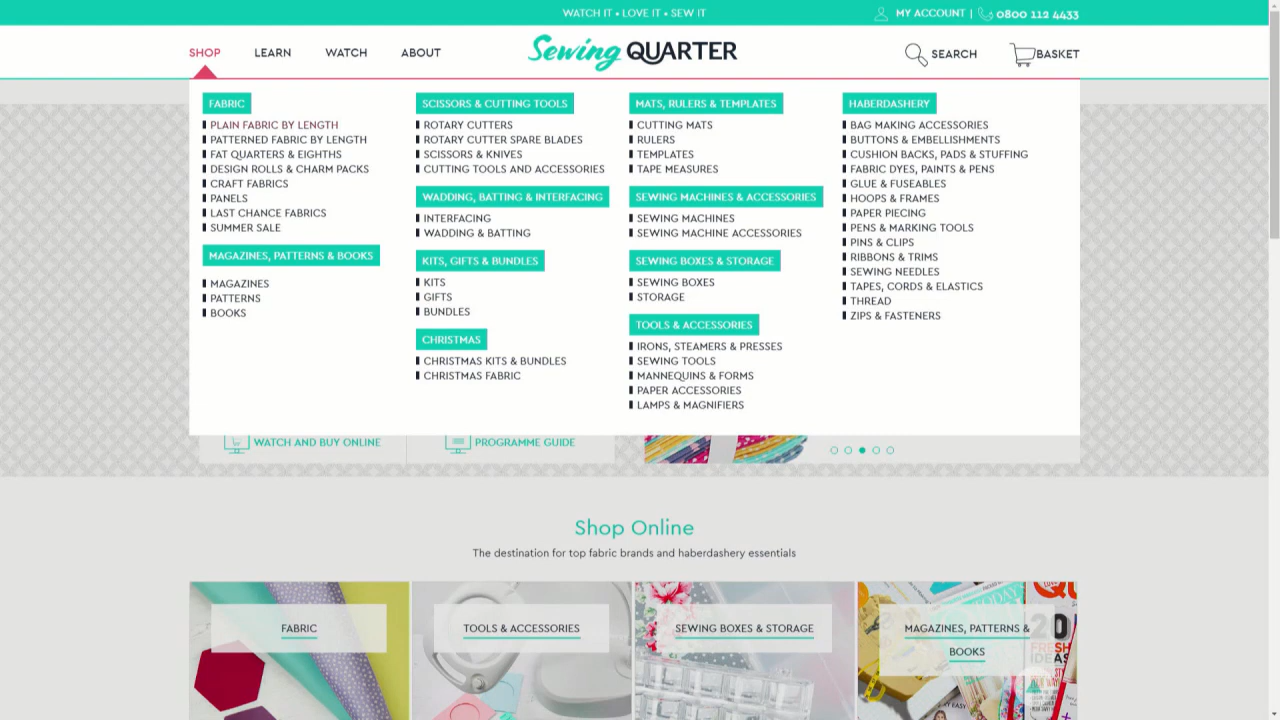 WATCH IT • LOVE IT • SEW IT
MY ACCOUNT | 0800 112 4433
SHOP
LEARN
WATCH
ABOUT
Sewing QUARTER
SEARCH
BASKET
FABRIC
PLAIN FABRIC BY LENGTH
PATTERNED FABRIC BY LENGTH
FAT QUARTERS & EIGHTHS
DESIGN ROLLS & CHARM PACKS
CRAFT FABRICS
PANELS
LAST CHANCE FABRICS
SUMMER SALE
MAGAZINES, PATTERNS & BOOKS
MAGAZINES
PATTERNS
BOOKS
SCISSORS & CUTTING TOOLS
ROTARY CUTTERS
ROTARY CUTTER SPARE BLADES
SCISSORS & KNIVES
CUTTING TOOLS AND ACCESSORIES
WADDING, BATTING & INTERFACING
INTERFACING
WADDING & BATTING
KITS, GIFTS & BUNDLES
KITS
GIFTS
BUNDLES
CHRISTMAS
CHRISTMAS KITS & BUNDLES
CHRISTMAS FABRIC
MATS, RULERS & TEMPLATES
CUTTING MATS
RULERS
TEMPLATES
TAPE MEASURES
SEWING MACHINES & ACCESSORIES
SEWING MACHINES
SEWING MACHINE ACCESSORIES
SEWING BOXES & STORAGE
SEWING BOXES
STORAGE
TOOLS & ACCESSORIES
IRONS, STEAMERS & PRESSES
SEWING TOOLS
MANNEQUINS & FORMS
PAPER ACCESSORIES
LAMPS & MAGNIFIERS
HABERDASHERY
BAG MAKING ACCESSORIES
BUTTONS & EMBELLISHMENTS
CUSHION BACKS, PADS & STUFFING
FABRIC DYES, PAINTS & PENS
GLUE & FUSEABLES
HOOPS & FRAMES
PAPER PIECING
PENS & MARKING TOOLS
PINS & CLIPS
RIBBONS & TRIMS
SEWING NEEDLES
TAPES, CORDS & ELASTICS
THREAD
ZIPS & FASTENERS
WATCH AND BUY ONLINE
PROGRAMME GUIDE
Shop Online
The destination for top fabric brands and haberdashery essentials
FABRIC
TOOLS & ACCESSORIES
SEWING BOXES & STORAGE
MAGAZINES, PATTERNS &
BOOKS
20
FRESH
IDEAS